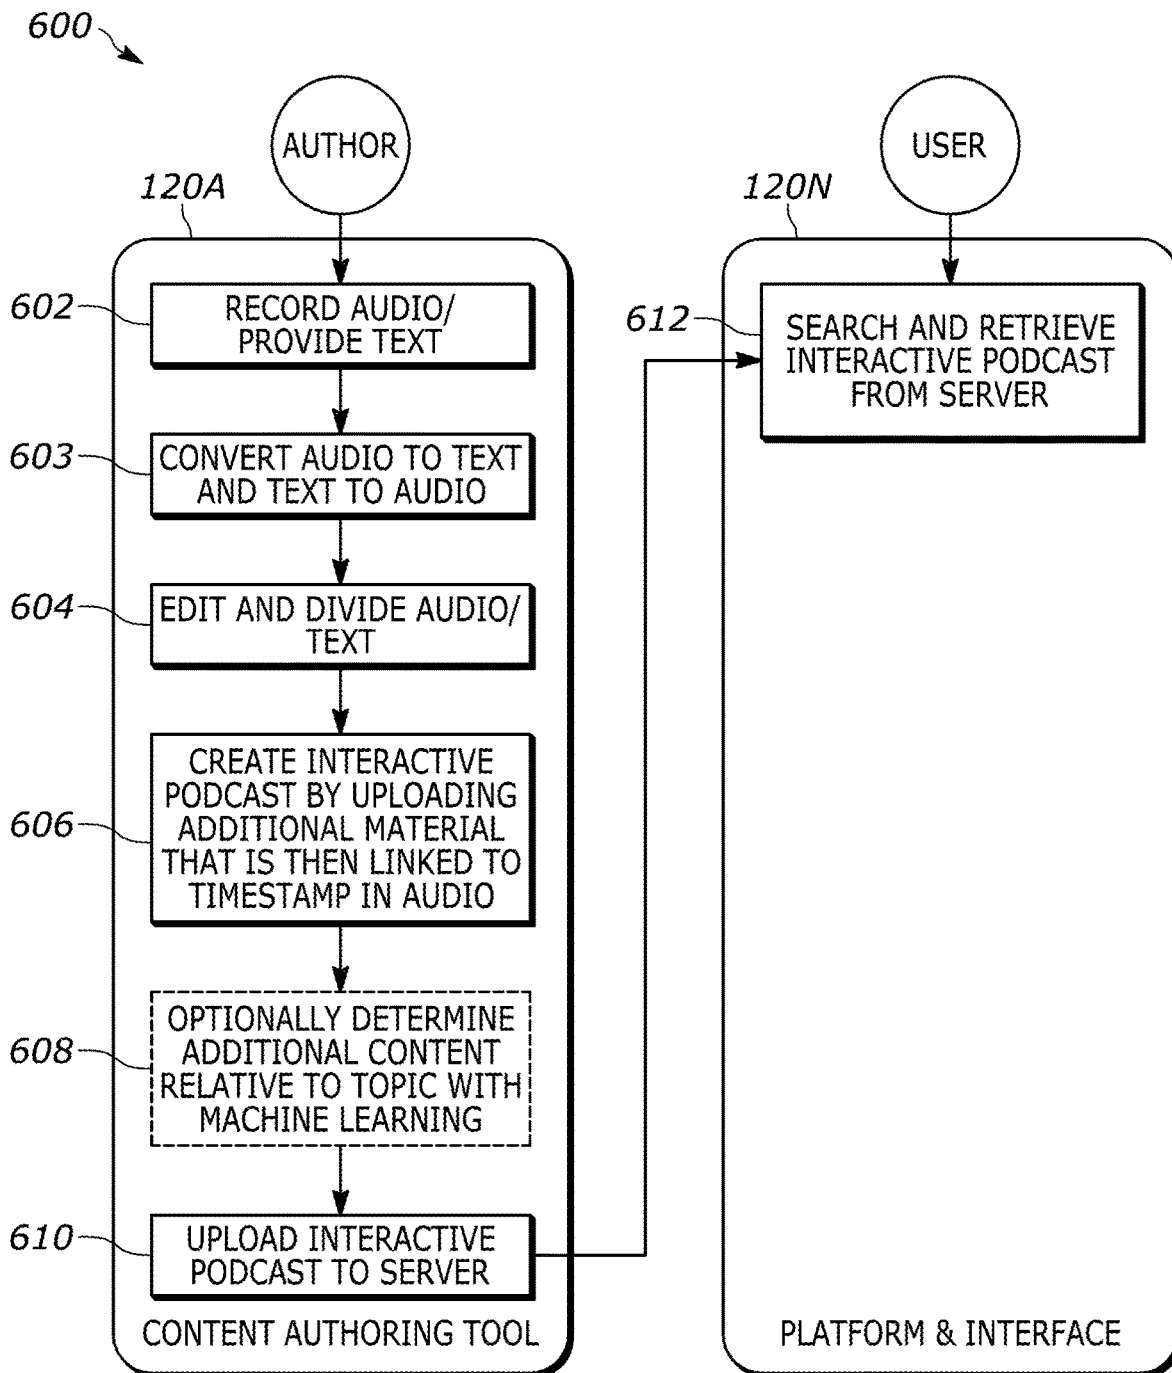 600
AUTHOR
120A
602
RECORD AUDIO/
PROVIDE TEXT
603
CONVERT AUDIO TO TEXT
AND TEXT TO AUDIO
604
EDIT AND DIVIDE AUDIO/
TEXT
606
CREATE INTERACTIVE
PODCAST BY UPLOADING
ADDITIONAL MATERIAL
THAT IS THEN LINKED TO
TIMESTAMP IN AUDIO
608
OPTIONALLY DETERMINE
ADDITIONAL CONTENT
RELATIVE TO TOPIC WITH
MACHINE LEARNING
610
UPLOAD INTERACTIVE
PODCAST TO SERVER
CONTENT AUTHORING TOOL
USER
120N
612
SEARCH AND RETRIEVE
INTERACTIVE PODCAST
FROM SERVER
PLATFORM & INTERFACE